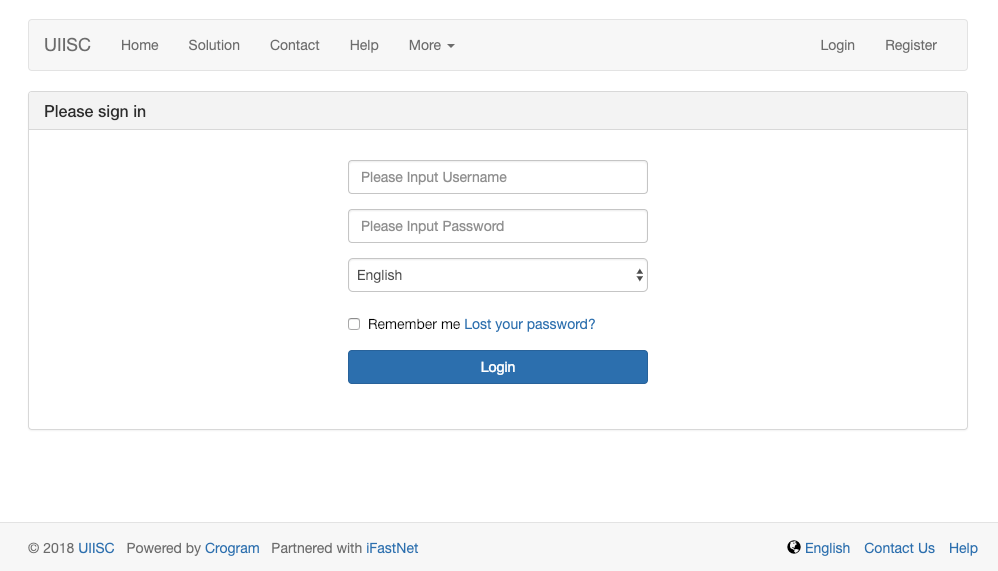 UIISC Home Solution Contact Help More Login Register
Please sign in
Please Input Username
Please Input Password
English
Remember me Lost your password?
Login
© 2018 UIISC Powered by Crogram Partnered with iFastNet English Contact Us Help